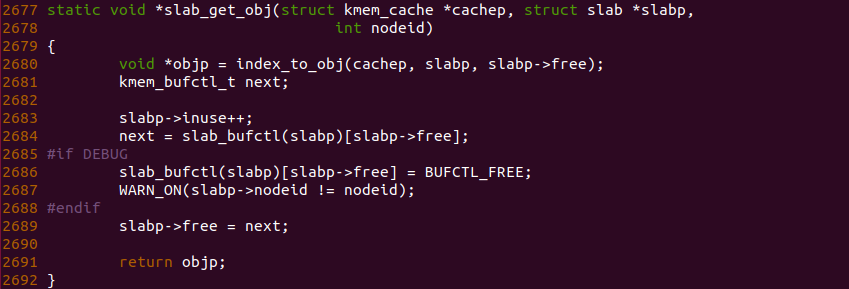 2677 static void *slab_get_obj(struct kmem_cache *cachep, struct slab *slabp,
2678                                 int nodeid)
2679 {
2680         void *objp = index_to_obj(cachep, slabp, slabp->free);
2681         kmem_bufctl_t next;
2682
2683         slabp->inuse++;
2684         next = slab_bufctl(slabp)[slabp->free];
2685 #if DEBUG
2686         slab_bufctl(slabp)[slabp->free] = BUFCTL_FREE;
2687         WARN_ON(slabp->nodeid != nodeid);
2688 #endif
2689         slabp->free = next;
2690
2691         return objp;
2692 }